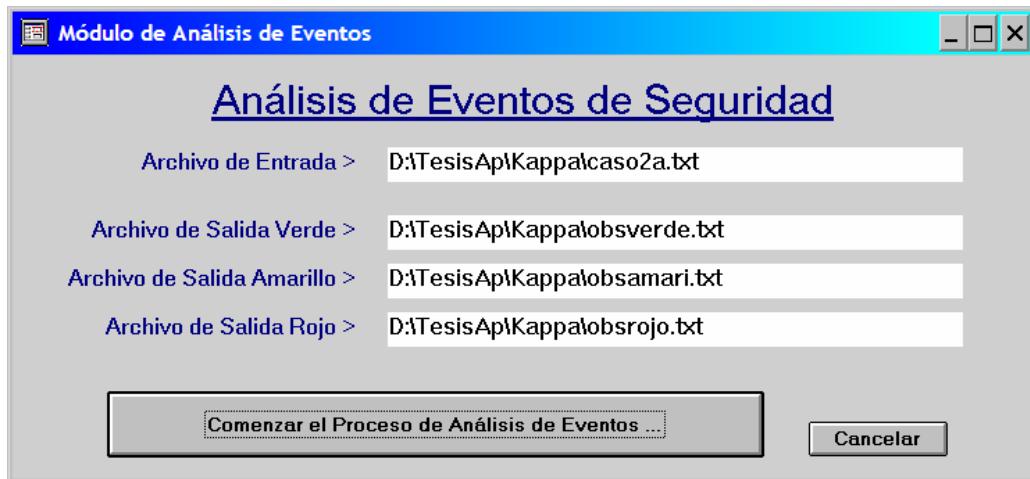 Módulo de Análisis de Eventos
Análisis de Eventos de Seguridad
Archivo de Entrada > D:\TesisAp\Kappa\caso2a.txt
Archivo de Salida Verde > D:\TesisAp\Kappa\obsverde.txt
Archivo de Salida Amarillo > D:\TesisAp\Kappa\obsamari.txt
Archivo de Salida Rojo > D:\TesisAp\Kappa\obsrojo.txt
Comenzar el Proceso de Análisis de Eventos ...
Cancelar